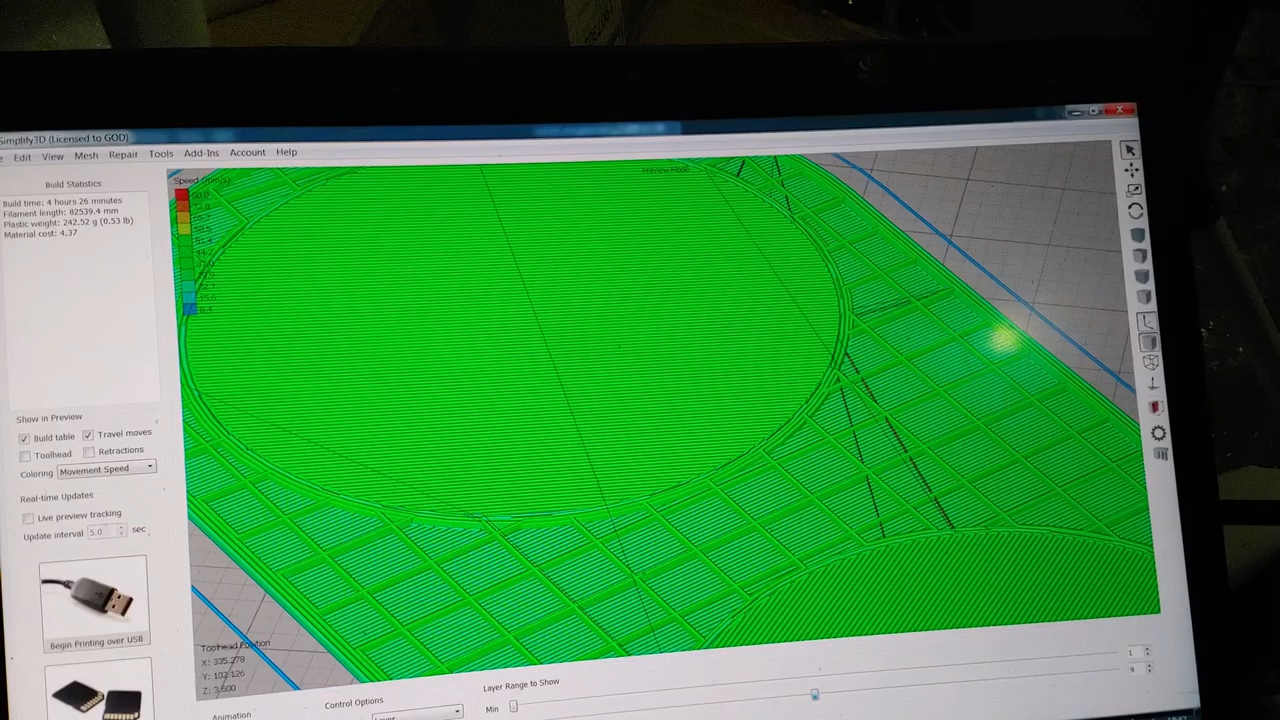 Simplify3D (Licensed to GOD)
Edit View Mesh Repair Tools Add-Ins Account Help
Build Statistics
Build time: 4 hours 26 minutes
Filament length: 82539.4 mm
Plastic weight: 242.52 g (0.53 lb)
Material cost: 4.37
Preview Mode
Show in Preview
Build table Travel moves
Toolhead Retractions
Coloring Movement Speed
Real-time Updates
Live preview tracking
Update interval 5.0 sec
Begin Printing over USB
Toolhead Position
X: 335.278
Y: 102.126
Z: 3.600
Animation
Control Options
Layer Range to Show
Min
1
9